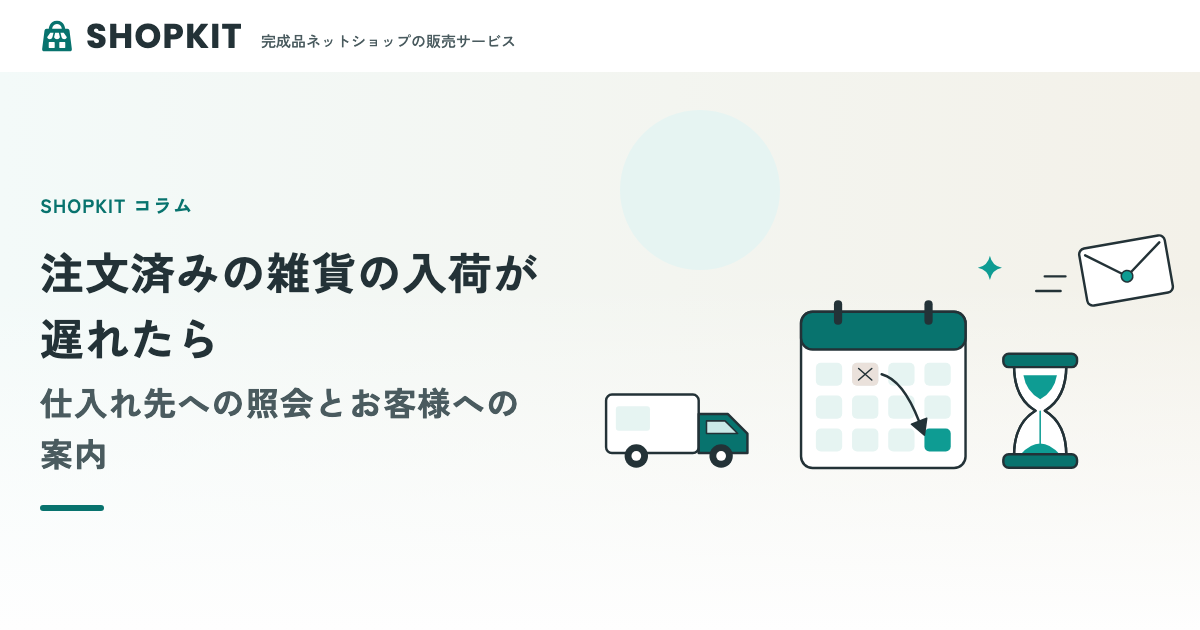 SHOPKIT 完成品ネットショップの販売サービス
SHOPKIT コラム
注文済みの雑貨の入荷が
遅れたら
仕入れ先への照会とお客様への
案内